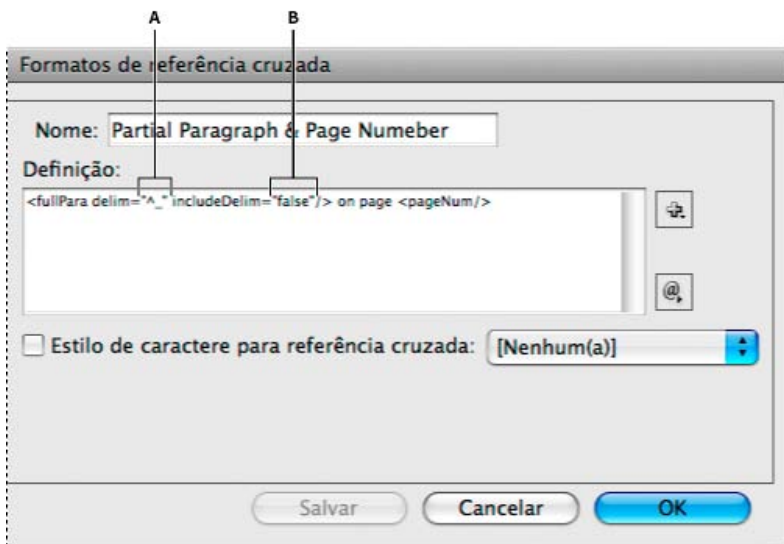 A B
Formatos de referência cruzada
Nome: Partial Paragraph & Page Numeber
Definição:
<fullPara delim="^_" includeDelim="false"/> on page <pageNum/>
@
Estilo de caractere para referência cruzada: [Nenhum(a)]
Salvar Cancelar OK